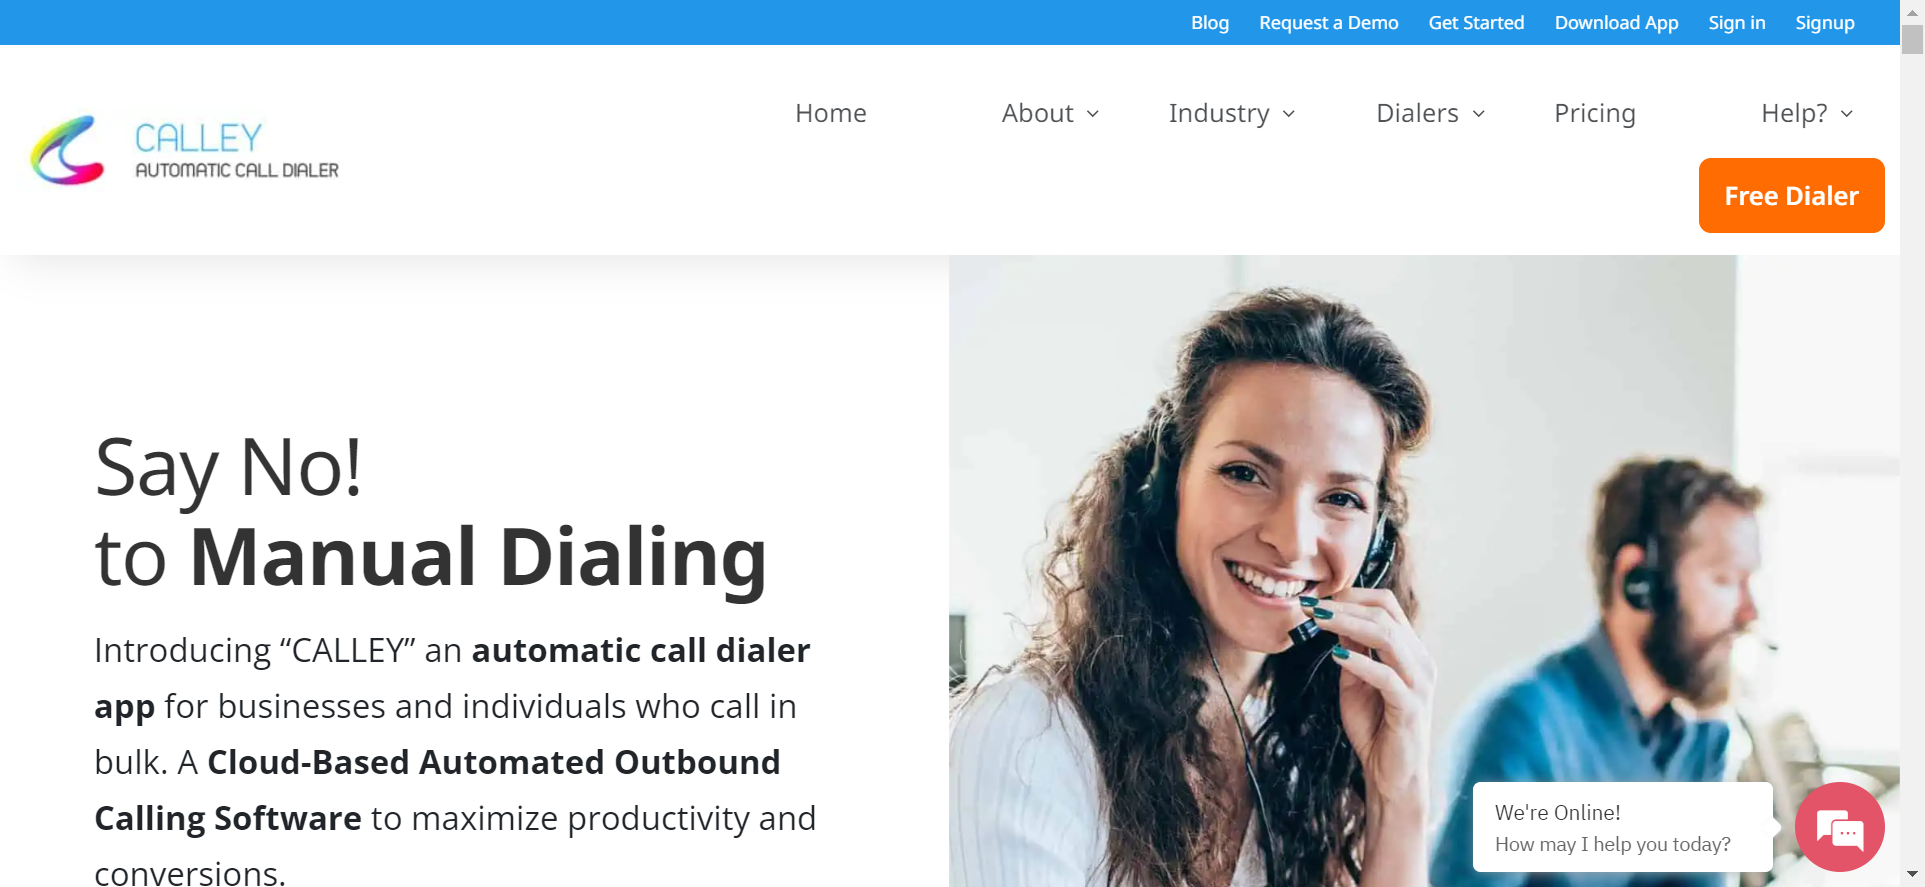 Blog Request a Demo Get Started Download App Sign in Signup
CALLEY
AUTOMATIC CALL DIALER
Home About Industry Dialers Pricing Help?
Free Dialer
Say No!
to Manual Dialing
Introducing “CALLEY” an automatic call dialer
app for businesses and individuals who call in
bulk. A Cloud-Based Automated Outbound
Calling Software to maximize productivity and
conversions.
We're Online!
How may I help you today?